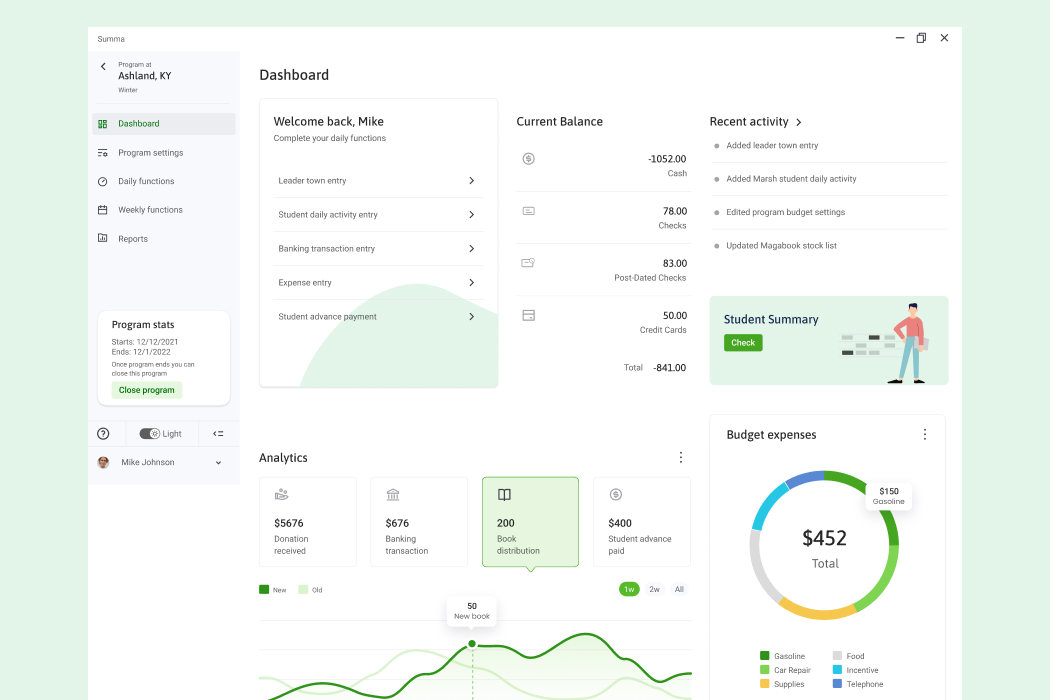 Summa
Program at
Ashland, KY
Winter
Dashboard
Program settings
Daily functions
Weekly functions
Reports
Program stats
Starts: 12/12/2021
Ends: 12/1/2022
Once program ends you can
close this program
Close program
Light
Mike Johnson
Dashboard
Welcome back, Mike
Complete your daily functions
Leader town entry
Student daily activity entry
Banking transaction entry
Expense entry
Student advance payment
Current Balance
-1052.00
Cash
78.00
Checks
83.00
Post-Dated Checks
50.00
Credit Cards
Total -841.00
Recent activity
Added leader town entry
Added Marsh student daily activity
Edited program budget settings
Updated Magabook stock list
Student Summary
Check
Analytics
$5676
Donation
received
$676
Banking
transaction
200
Book
distribution
$400
Student advance
paid
New Old
1w 2w All
50
New book
Budget expenses
$150
Gasoline
$452
Total
Gasoline Food
Car Repair Incentive
Supplies Telephone